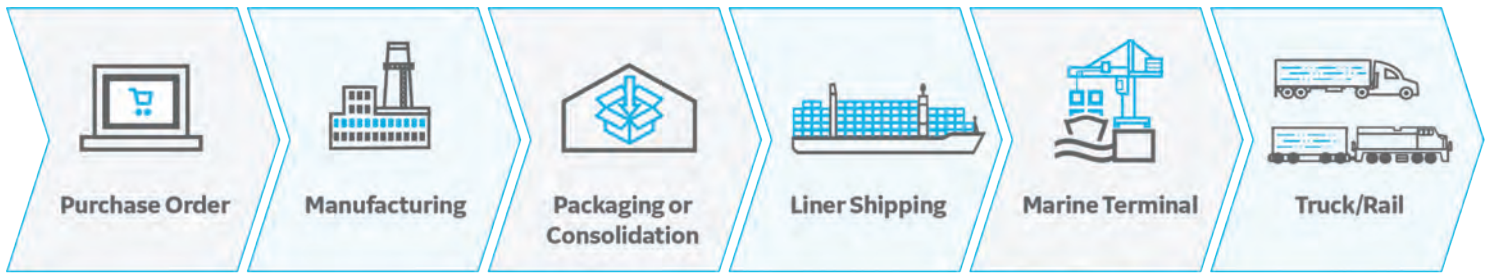 Purchase Order
Manufacturing
Packaging or
Consolidation
Liner Shipping
Marine Terminal
Truck/Rail